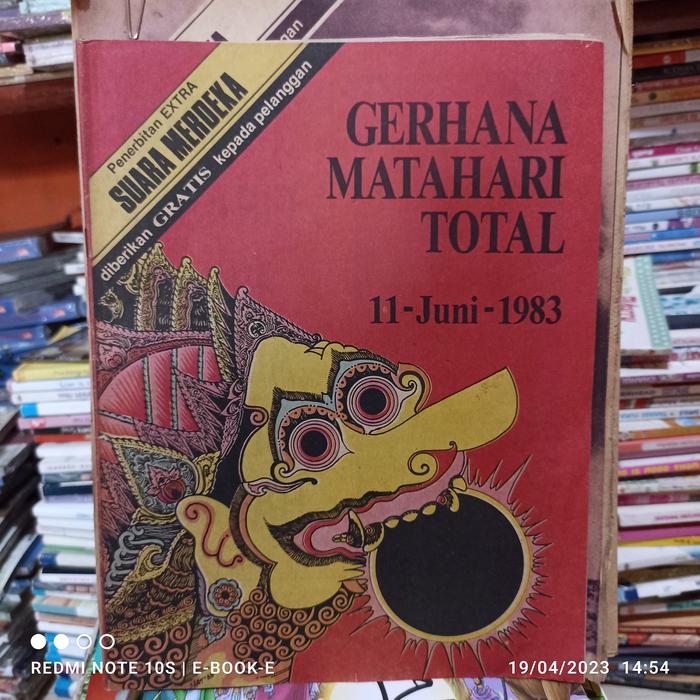 Penerbitan EXTRA
SUARA MERDEKA
diberikan GRATIS kepada pelanggan
GERHANA
MATAHARI
TOTAL
11-Juni-1983
REDMI NOTE 10S | E-BOOK-E
19/04/2023 14:54